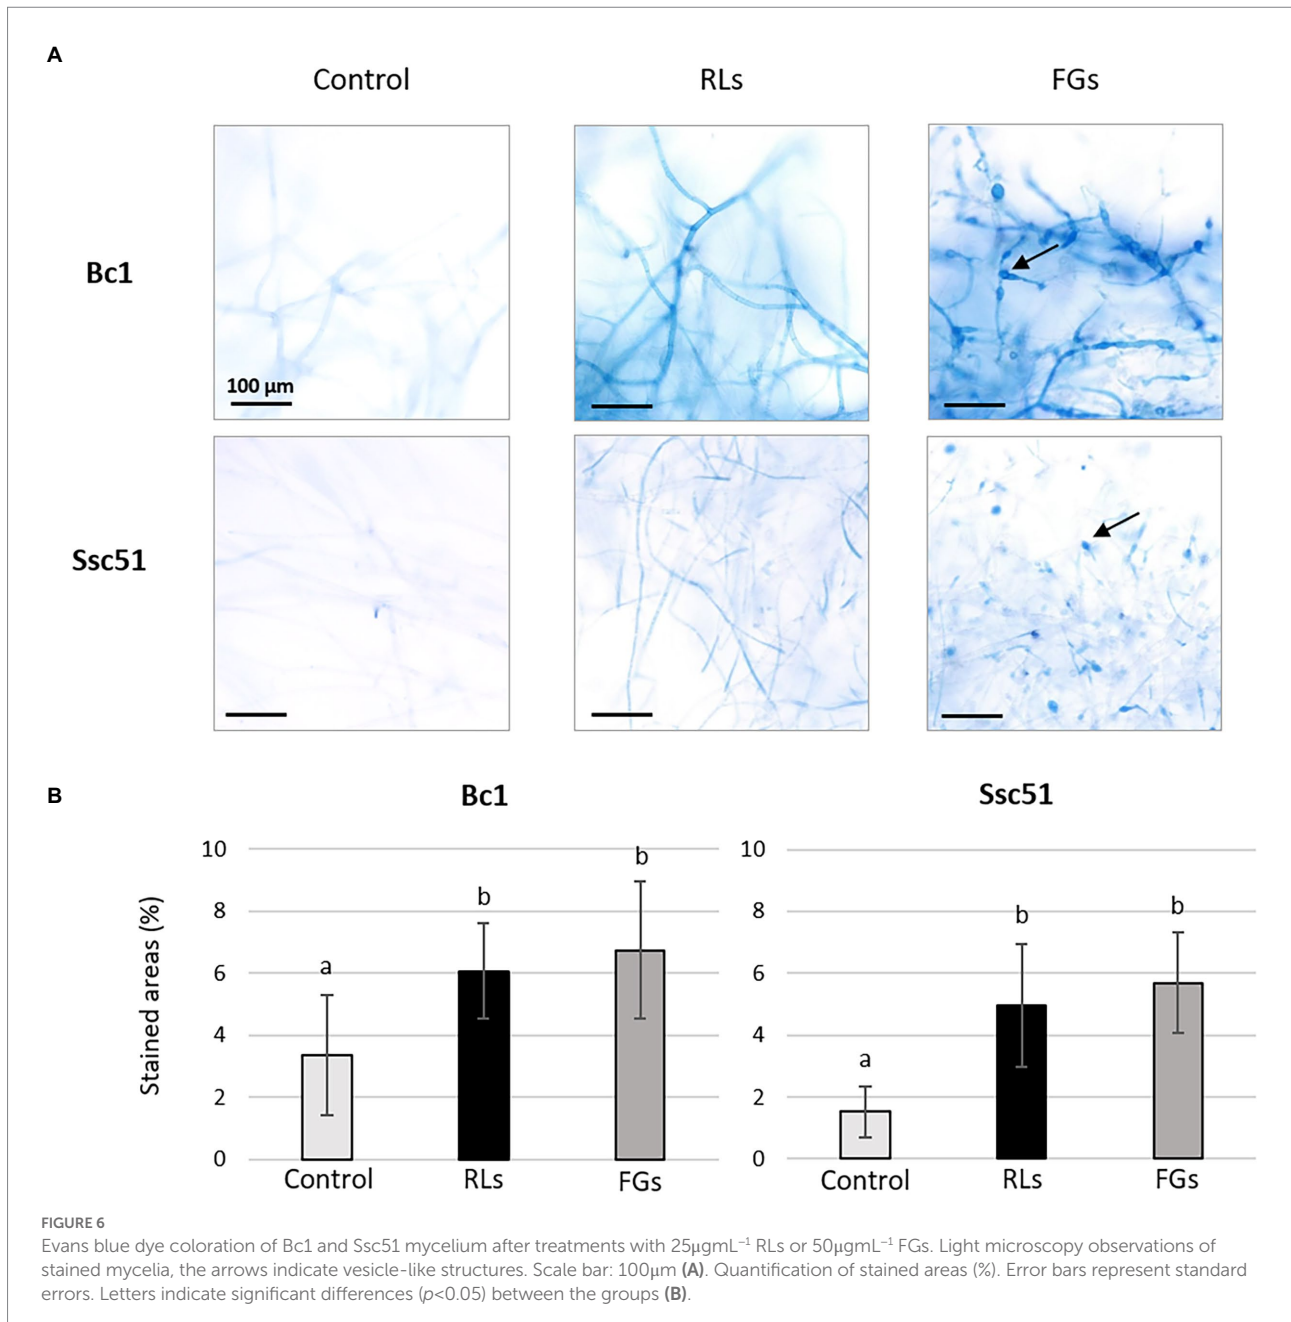 A
Control RLs FGs
Bc1
100 µm
Ssc51
B
Bc1 Ssc51
Stained areas (%)
10
8
6
4
2
0
a
b
b
Control RLs FGs
10
8
6
4
2
0
a
b
b
Control RLs FGs
FIGURE 6
Evans blue dye coloration of Bc1 and Ssc51 mycelium after treatments with 25µgmL⁻¹ RLs or 50µgmL⁻¹ FGs. Light microscopy observations of
stained mycelia, the arrows indicate vesicle-like structures. Scale bar: 100µm (A). Quantification of stained areas (%). Error bars represent standard
errors. Letters indicate significant differences (p<0.05) between the groups (B).